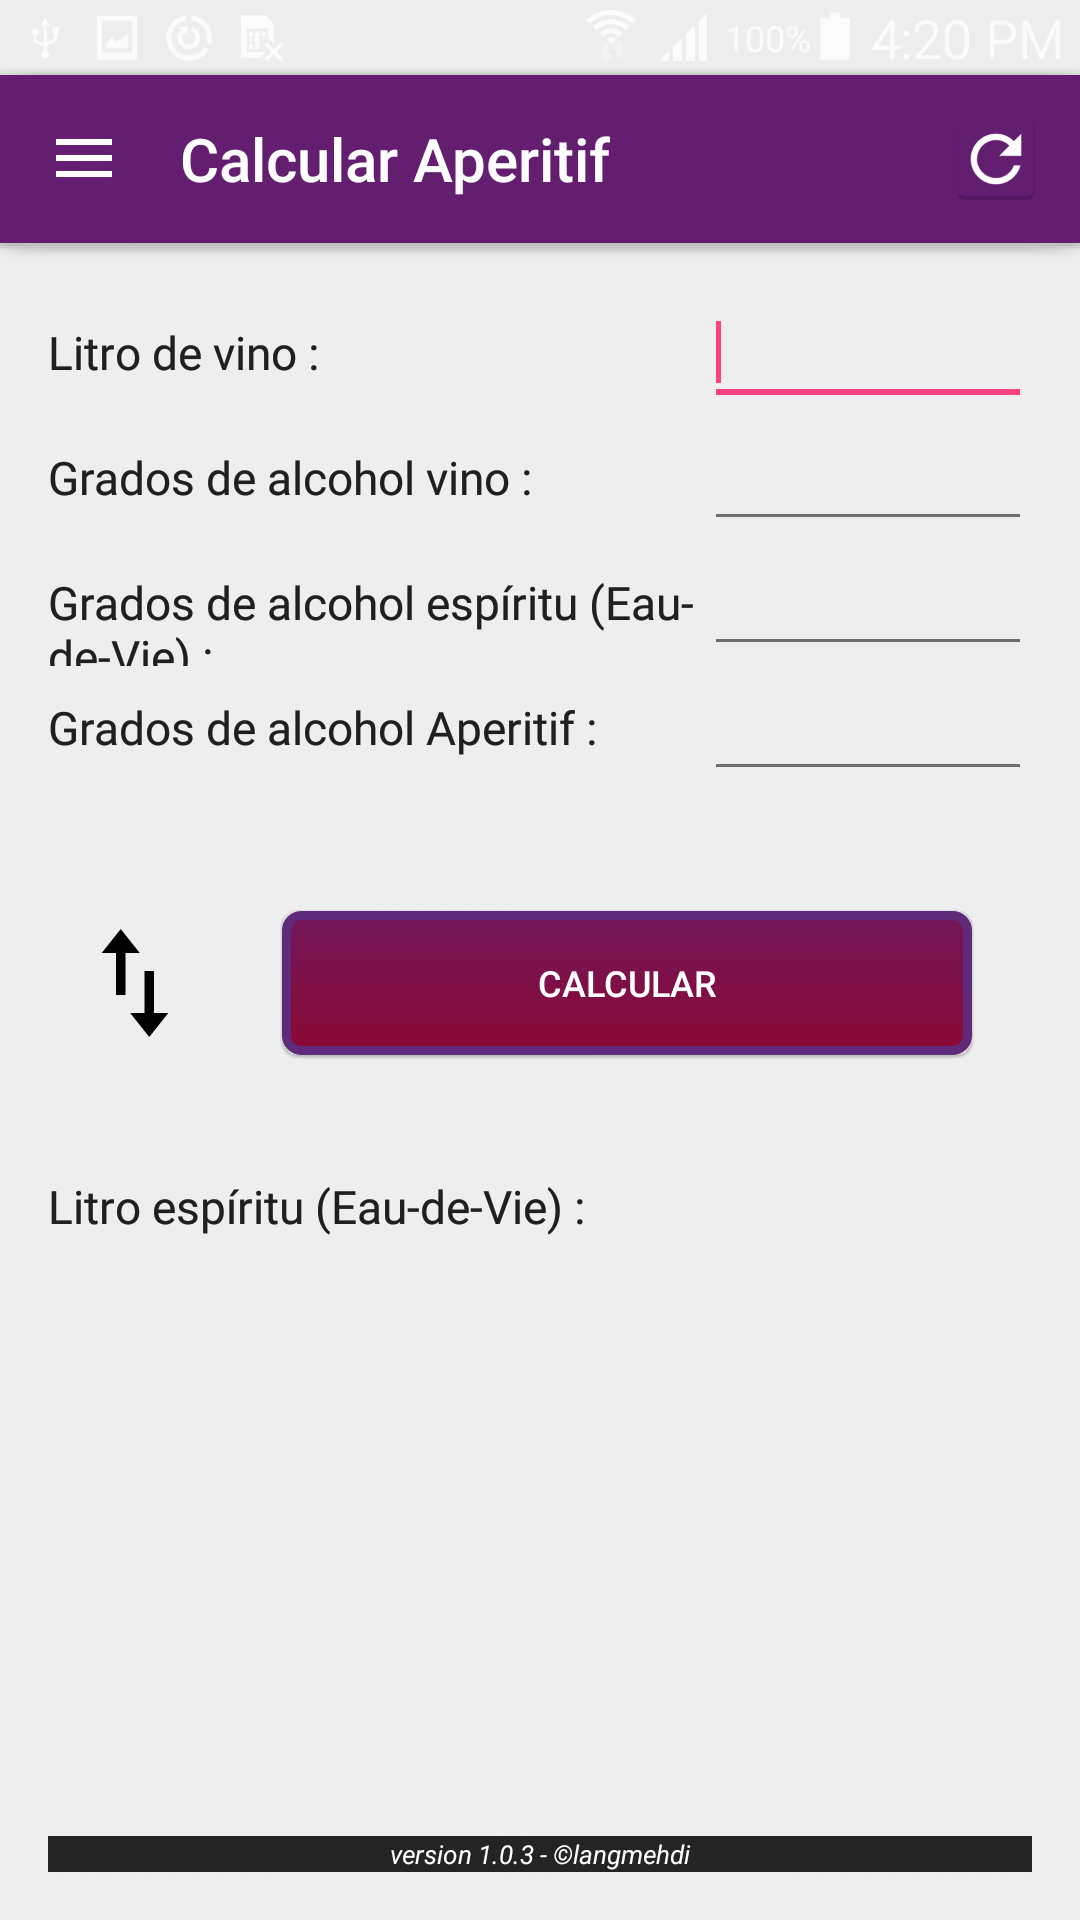 100% 4:20 PM
Calcular Aperitif
Litro de vino :
Grados de alcohol vino :
Grados de alcohol espíritu (Eau-
de-Vie) :
Grados de alcohol Aperitif :
CALCULAR
Litro espíritu (Eau-de-Vie) :
version 1.0.3 - ©langmehdi